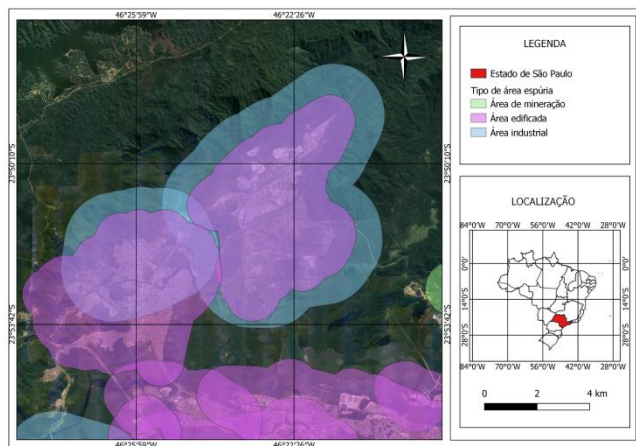 46°25'59"W
46°22'26"W
23°50'10"S
23°50'10"S
23°53'42"S
23°53'42"S
46°25'59"W
46°22'26"W
LEGENDA
Estado de São Paulo
Tipo de área espúria
Área de mineração
Área edificada
Área industrial
LOCALIZAÇÃO
84°0'W 70°0'W 56°0'W 42°0'W 28°0'W
0°0'
0°0'
14°0'S
14°0'S
28°0'S
28°0'S
84°0'W 70°0'W 56°0'W 42°0'W 28°0'W
0 2 4 km